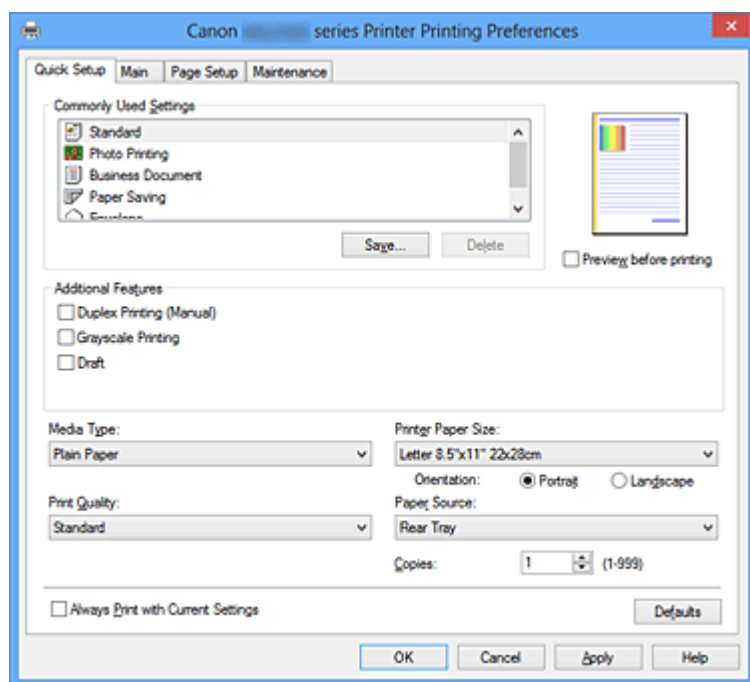 Canon series Printer Printing Preferences
Quick Setup Main Page Setup Maintenance
Commonly Used Settings
Standard
Photo Printing
Business Document
Paper Saving
Envelope
Save... Delete
Preview before printing
Additional Features
Duplex Printing (Manual)
Grayscale Printing
Draft
Media Type: Printer Paper Size:
Plain Paper Letter 8.5"x11" 22x28cm
Orientation: Portrait Landscape
Print Quality: Paper Source:
Standard Rear Tray
Copies: 1 (1-999)
Always Print with Current Settings Defaults
OK Cancel Apply Help